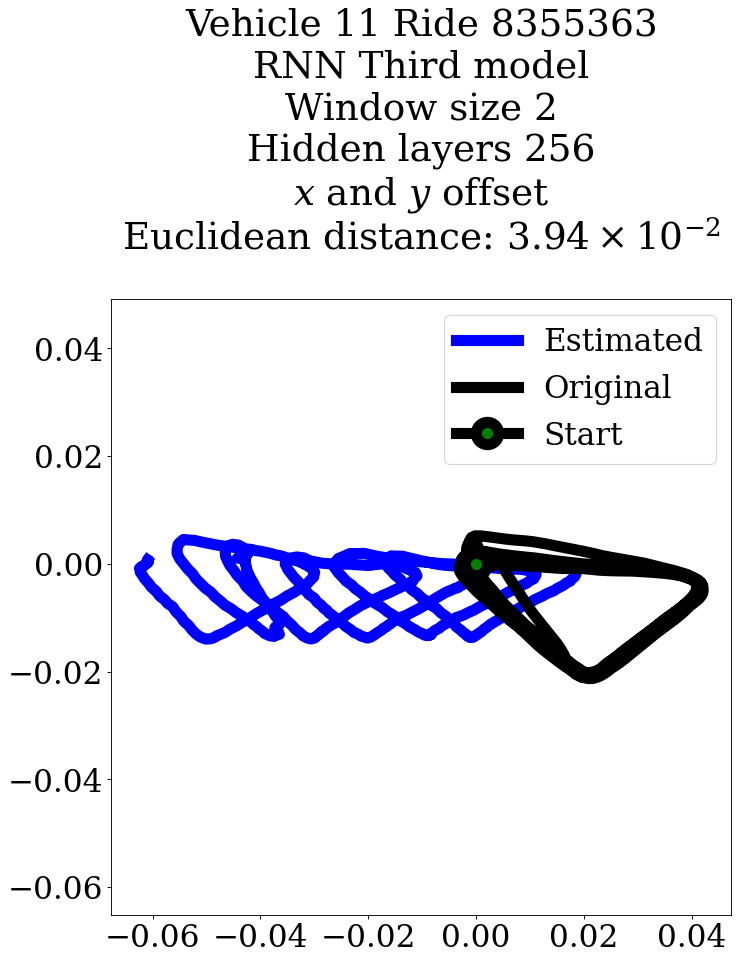 Vehicle 11 Ride 8355363
RNN Third model
Window size 2
Hidden layers 256
x and y offset
Euclidean distance: 3.94 × 10⁻²
Estimated
Original
Start
0.04
0.02
0.00
−0.02
−0.04
−0.06
−0.06 −0.04 −0.02 0.00 0.02 0.04